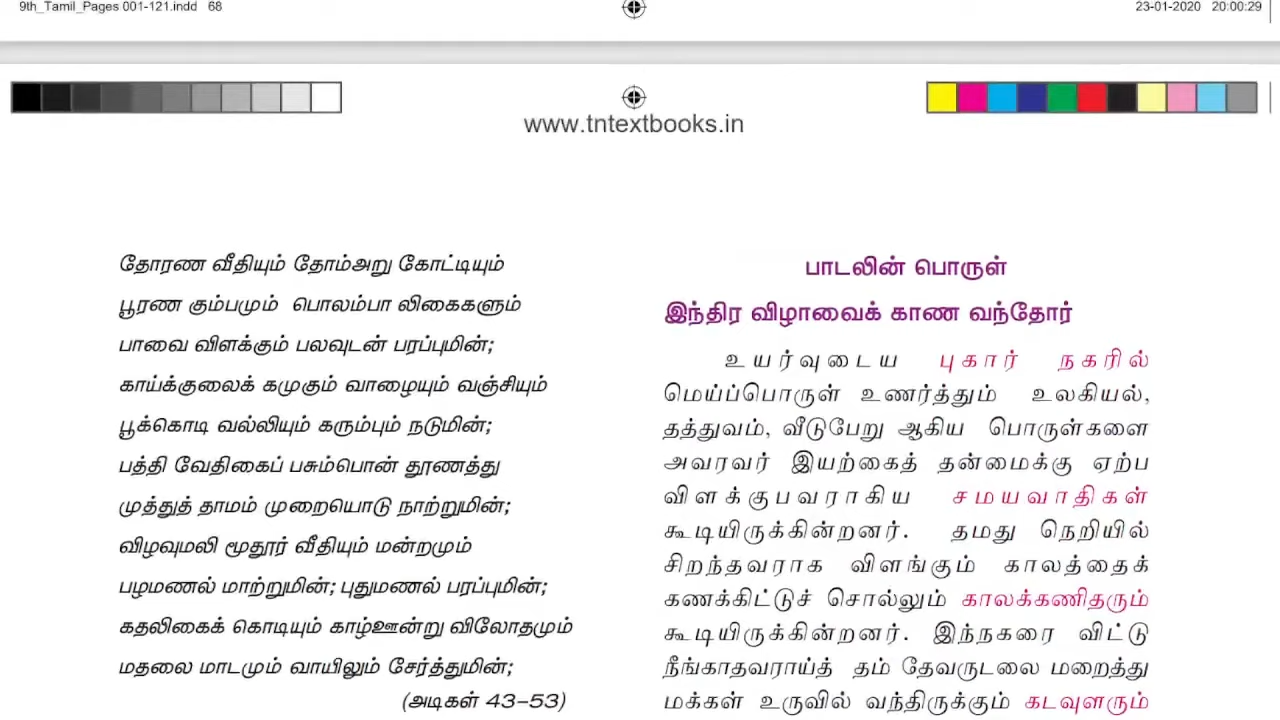 9th_Tamil_Pages 001-121.indd   68
23-01-2020   20:00:29
www.tntextbooks.in
தோரண வீதியும் தோம்அறு கோட்டியும்
பூரண கும்பமும் பொலம்பா லிகைகளும்
பாவை விளக்கும் பலவுடன் பரப்புமின்;
காய்க்குலைக் கமுகும் வாழையும் வஞ்சியும்
பூக்கொடி வல்லியும் கரும்பும் நடுமின்;
பத்தி வேதிகைப் பசும்பொன் தூணத்து
முத்துத் தாமம் முறையொடு நாற்றுமின்;
விழவுமலி மூதூர் வீதியும் மன்றமும்
பழமணல் மாற்றுமின்; புதுமணல் பரப்புமின்;
கதலிகைக் கொடியும் காழ்ஊன்று விலோதமும்
மதலை மாடமும் வாயிலும் சேர்த்துமின்;
(அடிகள் 43–53)
பாடலின் பொருள்
இந்திர விழாவைக் காண வந்தோர்
உயர்வுடைய புகார் நகரில்
மெய்ப்பொருள் உணர்த்தும் உலகியல்,
தத்துவம், வீடுபேறு ஆகிய பொருள்களை
அவரவர் இயற்கைத் தன்மைக்கு ஏற்ப
விளக்குபவராகிய சமயவாதிகள்
கூடியிருக்கின்றனர். தமது நெறியில்
சிறந்தவராக விளங்கும் காலத்தைக்
கணக்கிட்டுச் சொல்லும் காலக்கணிதரும்
கூடியிருக்கின்றனர். இந்நகரை விட்டு
நீங்காதவராய்த் தம் தேவருடலை மறைத்து
மக்கள் உருவில் வந்திருக்கும் கடவுளரும்